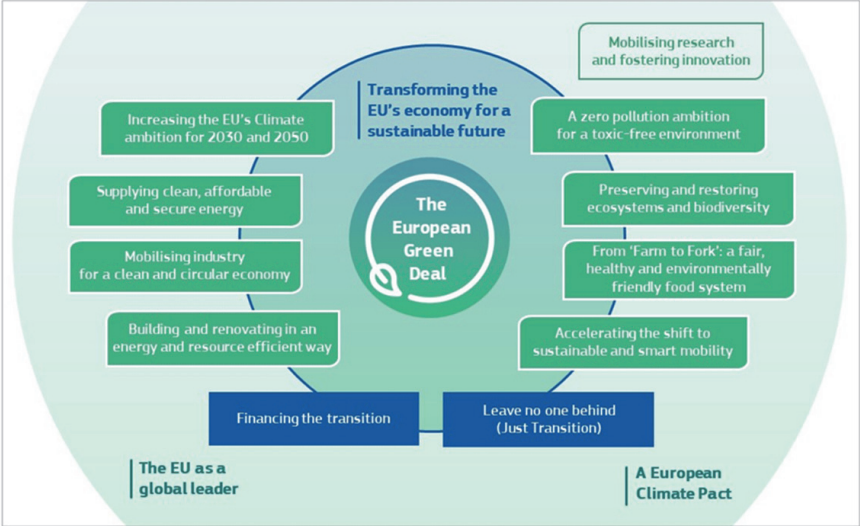 Mobilising research
and fostering innovation
Transforming the
EU's economy for a
sustainable future
Increasing the EU's Climate
ambition for 2030 and 2050
A zero pollution ambition
for a toxic-free environment
Supplying clean, affordable
and secure energy
Preserving and restoring
ecosystems and biodiversity
The
European
Green
Deal
Mobilising industry
for a clean and circular economy
From 'Farm to Fork': a fair,
healthy and environmentally
friendly food system
Building and renovating in an
energy and resource efficient way
Accelerating the shift to
sustainable and smart mobility
Financing the transition
Leave no one behind
(Just Transition)
The EU as a
global leader
A European
Climate Pact